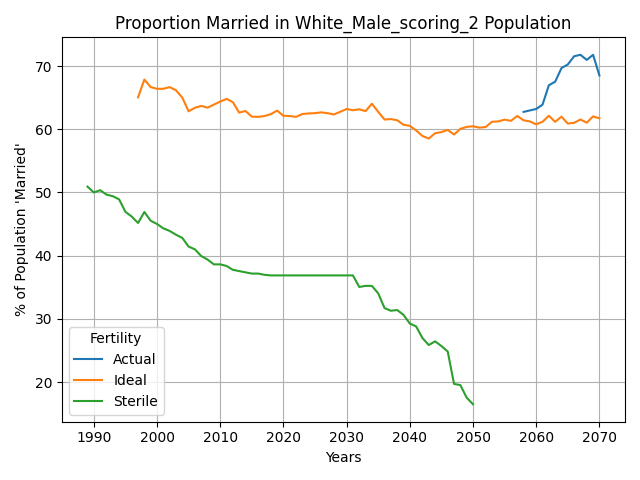 Proportion Married in White_Male_scoring_2 Population
% of Population 'Married'
70
60
50
40
30
20
Fertility
Actual
Ideal
Sterile
1990 2000 2010 2020 2030 2040 2050 2060 2070
Years